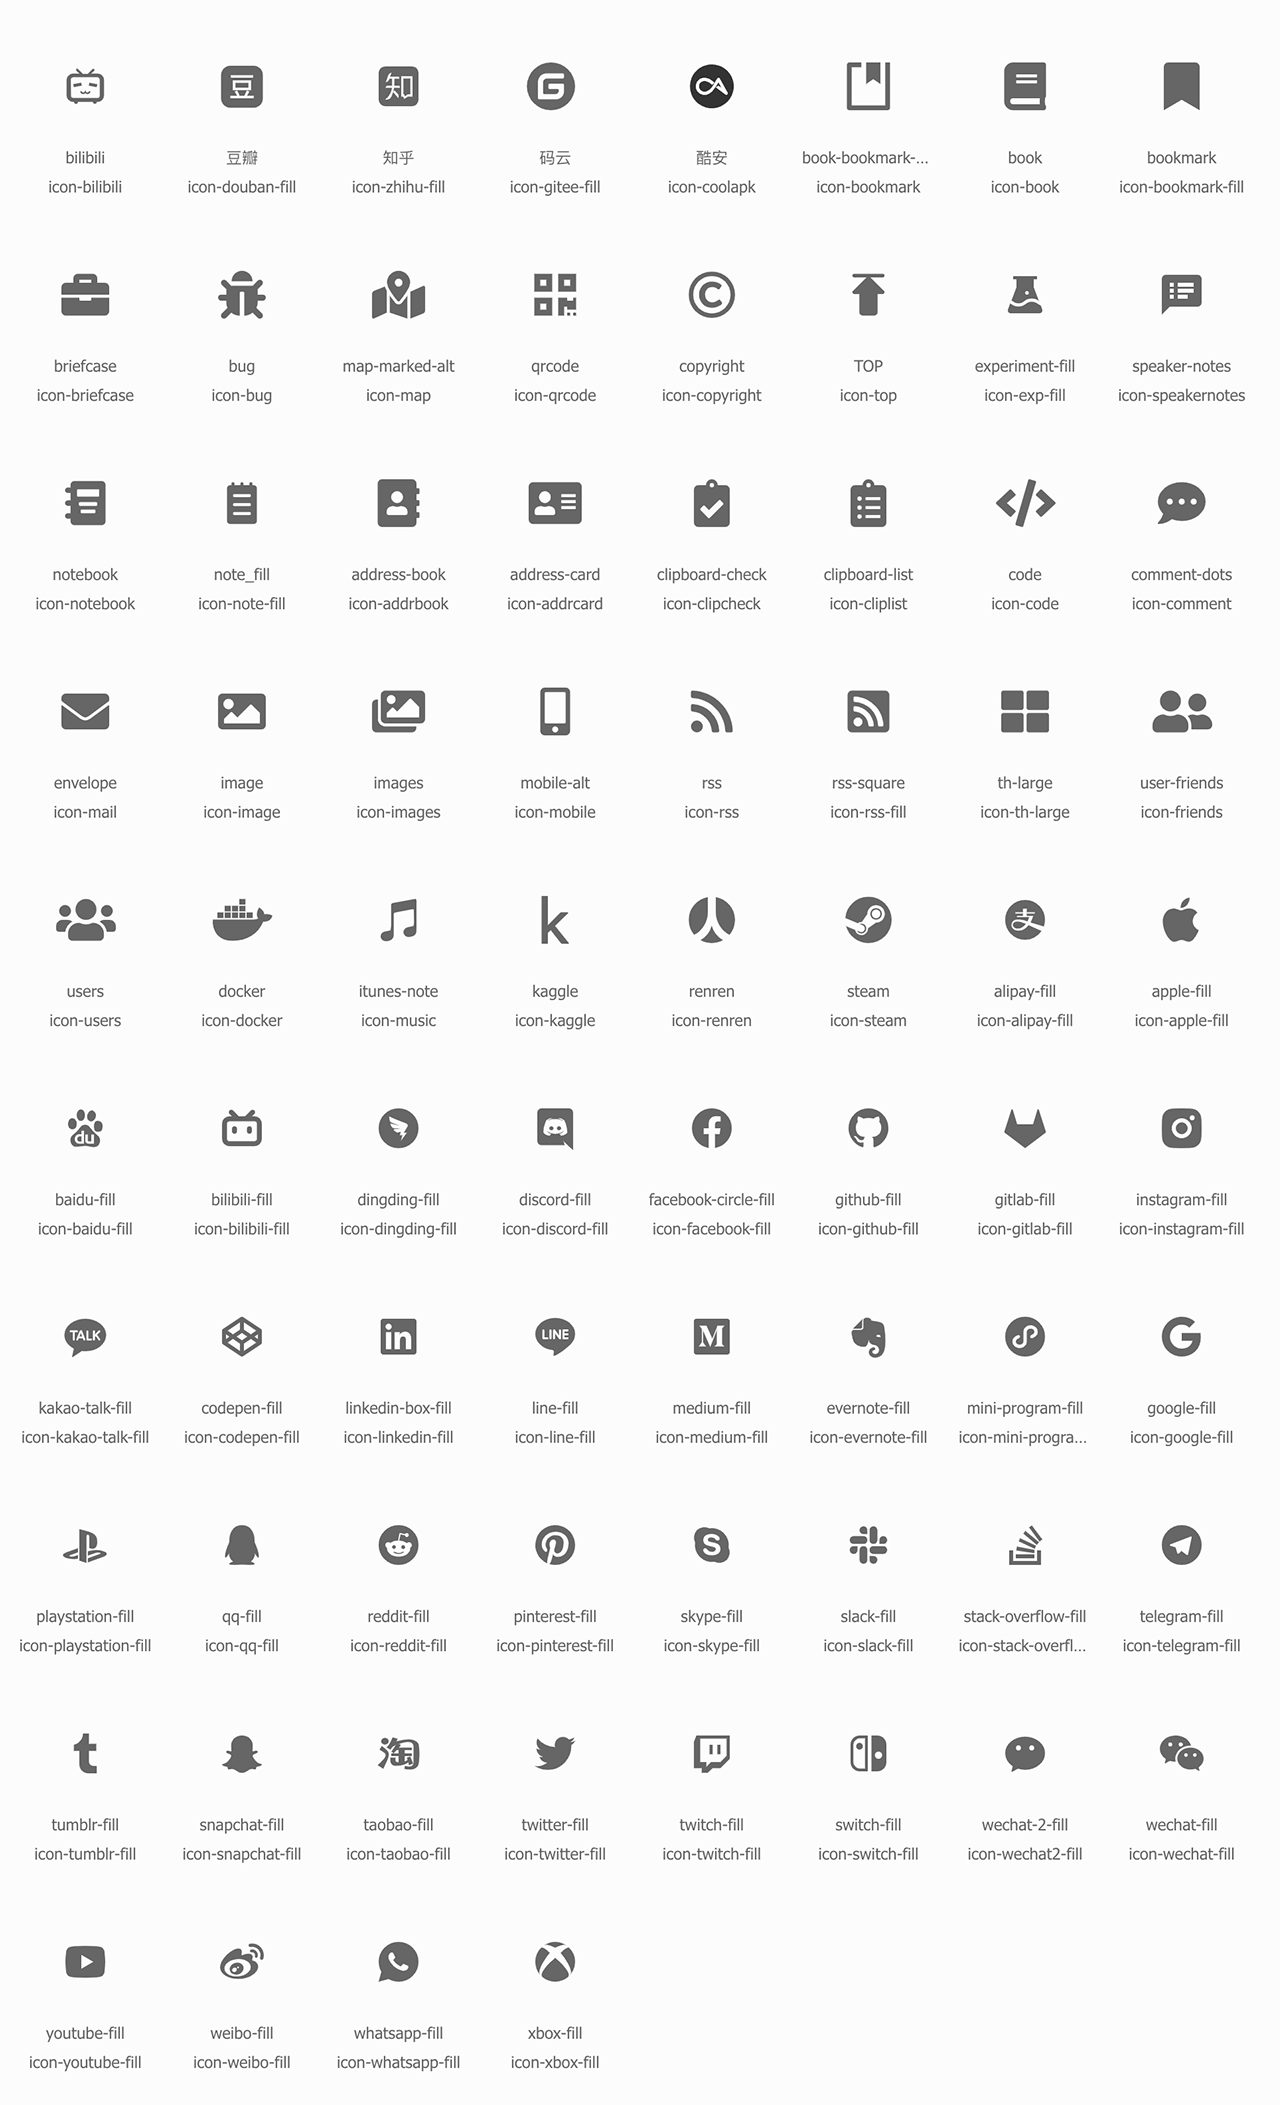 豆 知
bilibili 豆瓣 知乎 码云 酷安 book-bookmark-... book bookmark
icon-bilibili icon-douban-fill icon-zhihu-fill icon-gitee-fill icon-coolapk icon-bookmark icon-book icon-bookmark-fill
briefcase bug map-marked-alt qrcode copyright TOP experiment-fill speaker-notes
icon-briefcase icon-bug icon-map icon-qrcode icon-copyright icon-top icon-exp-fill icon-speakernotes
notebook note_fill address-book address-card clipboard-check clipboard-list code comment-dots
icon-notebook icon-note-fill icon-addrbook icon-addrcard icon-clipcheck icon-cliplist icon-code icon-comment
envelope image images mobile-alt rss rss-square th-large user-friends
icon-mail icon-image icon-images icon-mobile icon-rss icon-rss-fill icon-th-large icon-friends
k 支
users docker itunes-note kaggle renren steam alipay-fill apple-fill
icon-users icon-docker icon-music icon-kaggle icon-renren icon-steam icon-alipay-fill icon-apple-fill
du
baidu-fill bilibili-fill dingding-fill discord-fill facebook-circle-fill github-fill gitlab-fill instagram-fill
icon-baidu-fill icon-bilibili-fill icon-dingding-fill icon-discord-fill icon-facebook-fill icon-github-fill icon-gitlab-fill icon-instagram-fill
TALK in LINE M G
kakao-talk-fill codepen-fill linkedin-box-fill line-fill medium-fill evernote-fill mini-program-fill google-fill
icon-kakao-talk-fill icon-codepen-fill icon-linkedin-fill icon-line-fill icon-medium-fill icon-evernote-fill icon-mini-progra... icon-google-fill
S
playstation-fill qq-fill reddit-fill pinterest-fill skype-fill slack-fill stack-overflow-fill telegram-fill
icon-playstation-fill icon-qq-fill icon-reddit-fill icon-pinterest-fill icon-skype-fill icon-slack-fill icon-stack-overfl... icon-telegram-fill
t 淘
tumblr-fill snapchat-fill taobao-fill twitter-fill twitch-fill switch-fill wechat-2-fill wechat-fill
icon-tumblr-fill icon-snapchat-fill icon-taobao-fill icon-twitter-fill icon-twitch-fill icon-switch-fill icon-wechat2-fill icon-wechat-fill
youtube-fill weibo-fill whatsapp-fill xbox-fill
icon-youtube-fill icon-weibo-fill icon-whatsapp-fill icon-xbox-fill